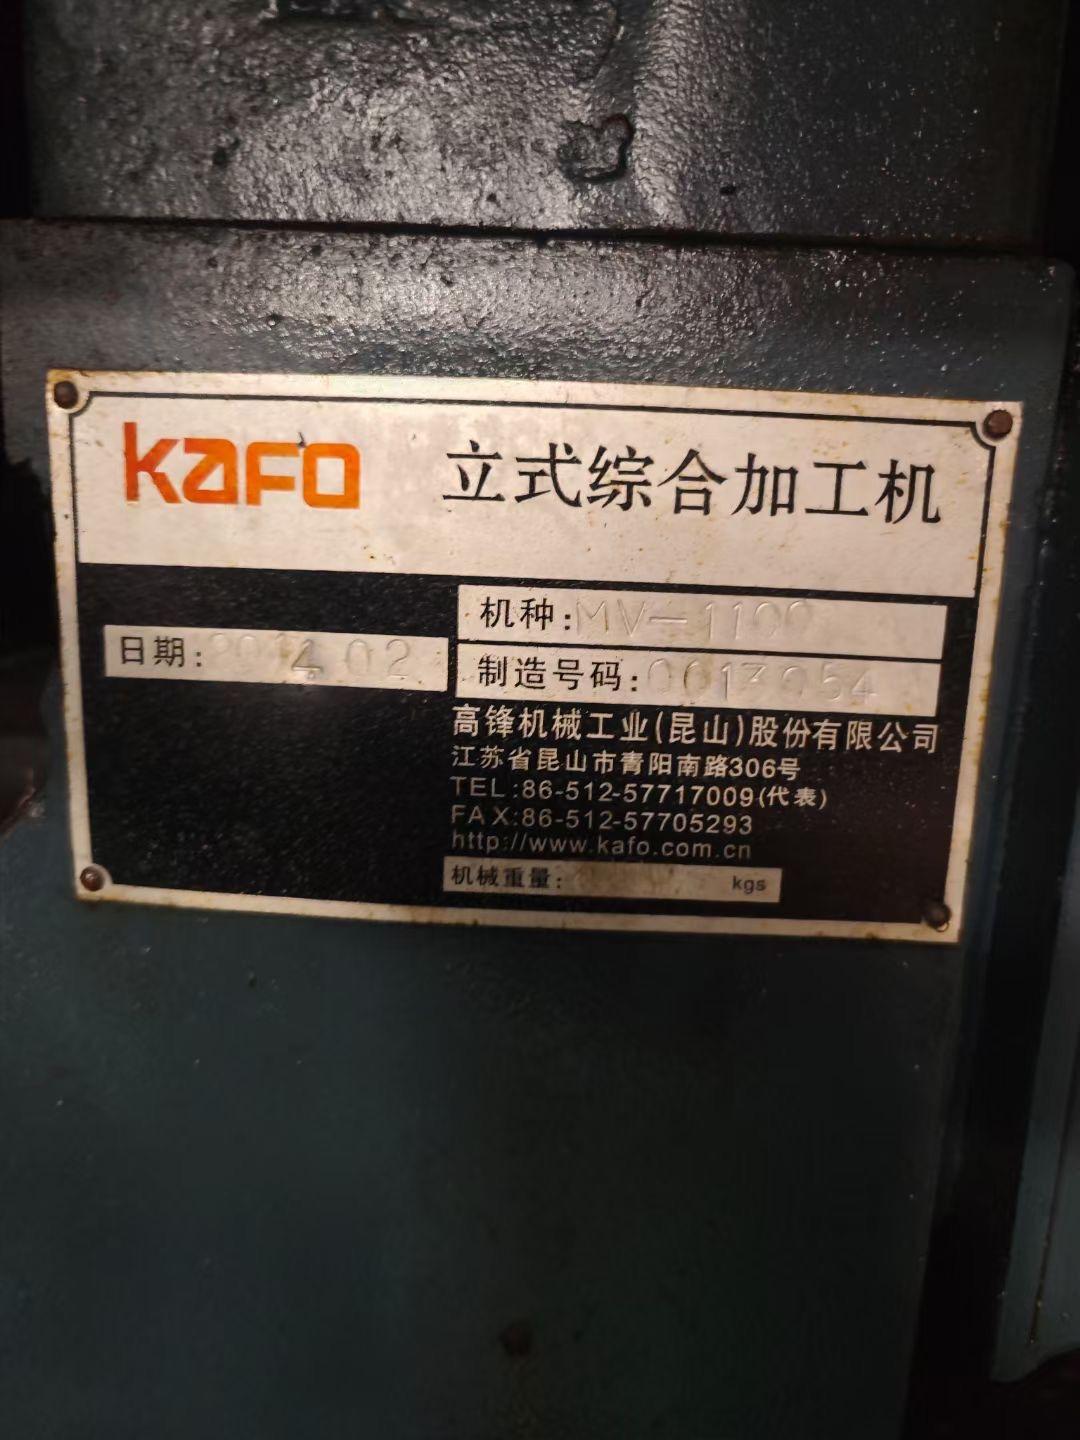 KAFO 立式综合加工机
机种:MV-1100
日期:2014.02
制造号码:0013054
高锋机械工业(昆山)股份有限公司
江苏省昆山市青阳南路306号
TEL:86-512-57717009(代表)
FAX:86-512-57705293
http://www.kafo.com.cn
机械重量: kgs